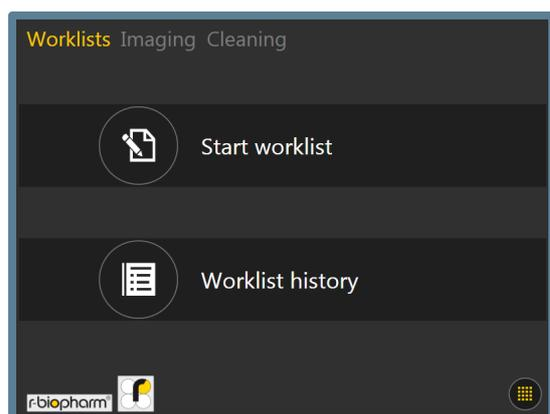 Worklists Imaging Cleaning
Start worklist
Worklist history
r-biopharm®
r